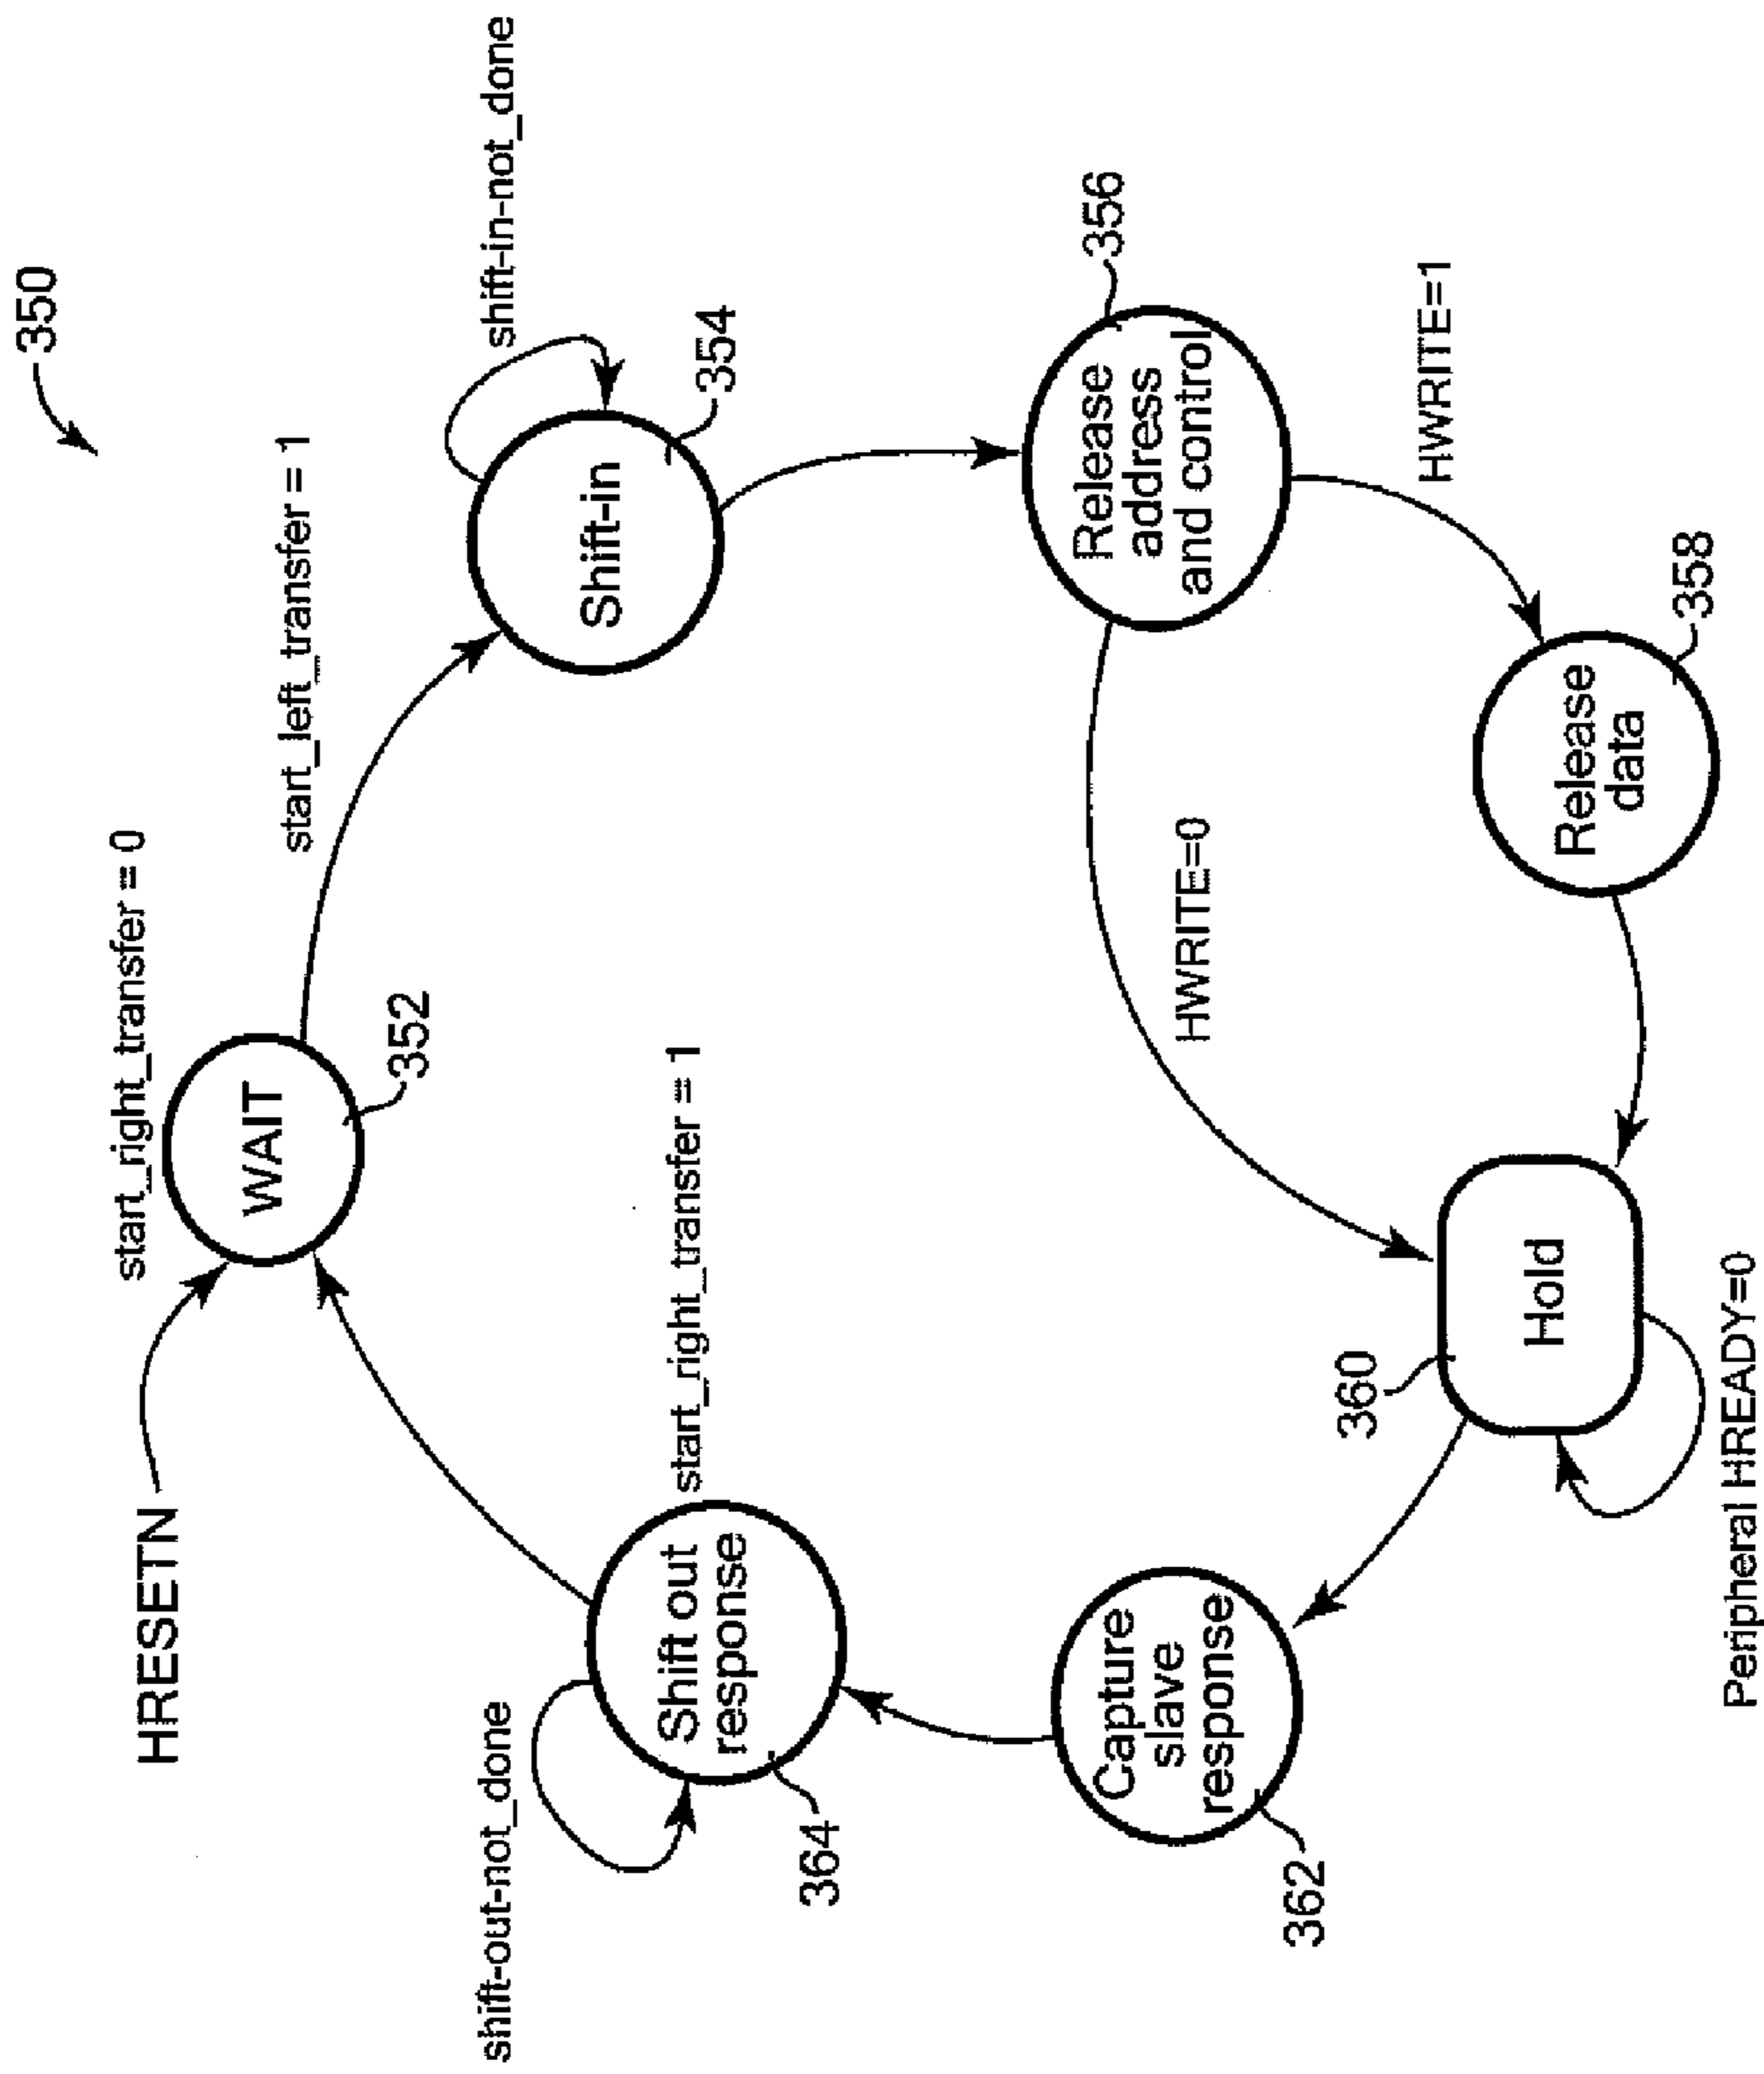 350
start_right_transfer = 0
HRESETN
WAIT
352
start_left_transfer = 1
shift-in-not_done
Shift-in
354
shift-out-not_done
Shift out
response
364
start_right_transfer = 1
Release
address
and control
356
HWRITE=0
HWRITE=1
Capture
slave
response
362
360
Hold
Release
data
358
Peripheral HREADY=0